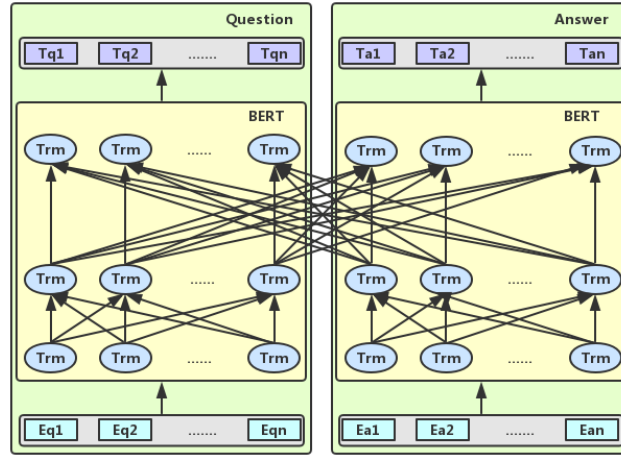 Question
Tq1 Tq2 ....... Tqn
BERT
Trm Trm ...... Trm
Trm Trm ...... Trm
Trm Trm ...... Trm
Eq1 Eq2 ....... Eqn
Answer
Ta1 Ta2 ....... Tan
BERT
Trm Trm ...... Trm
Trm Trm ...... Trm
Trm Trm ...... Trm
Ea1 Ea2 ....... Ean